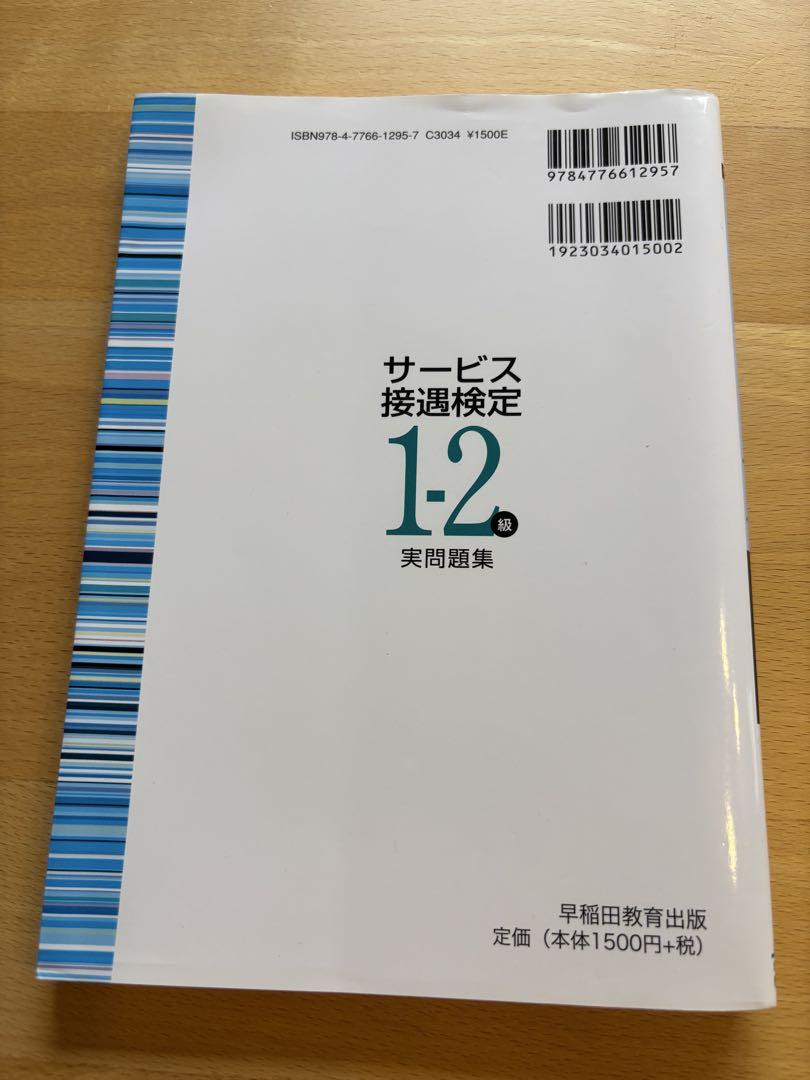 ISBN978-4-7766-1295-7 C3034 ¥1500E
9784776612957
1923034015002
サービス
接遇検定
1-2級
実問題集
早稲田教育出版
定価（本体1500円+税）